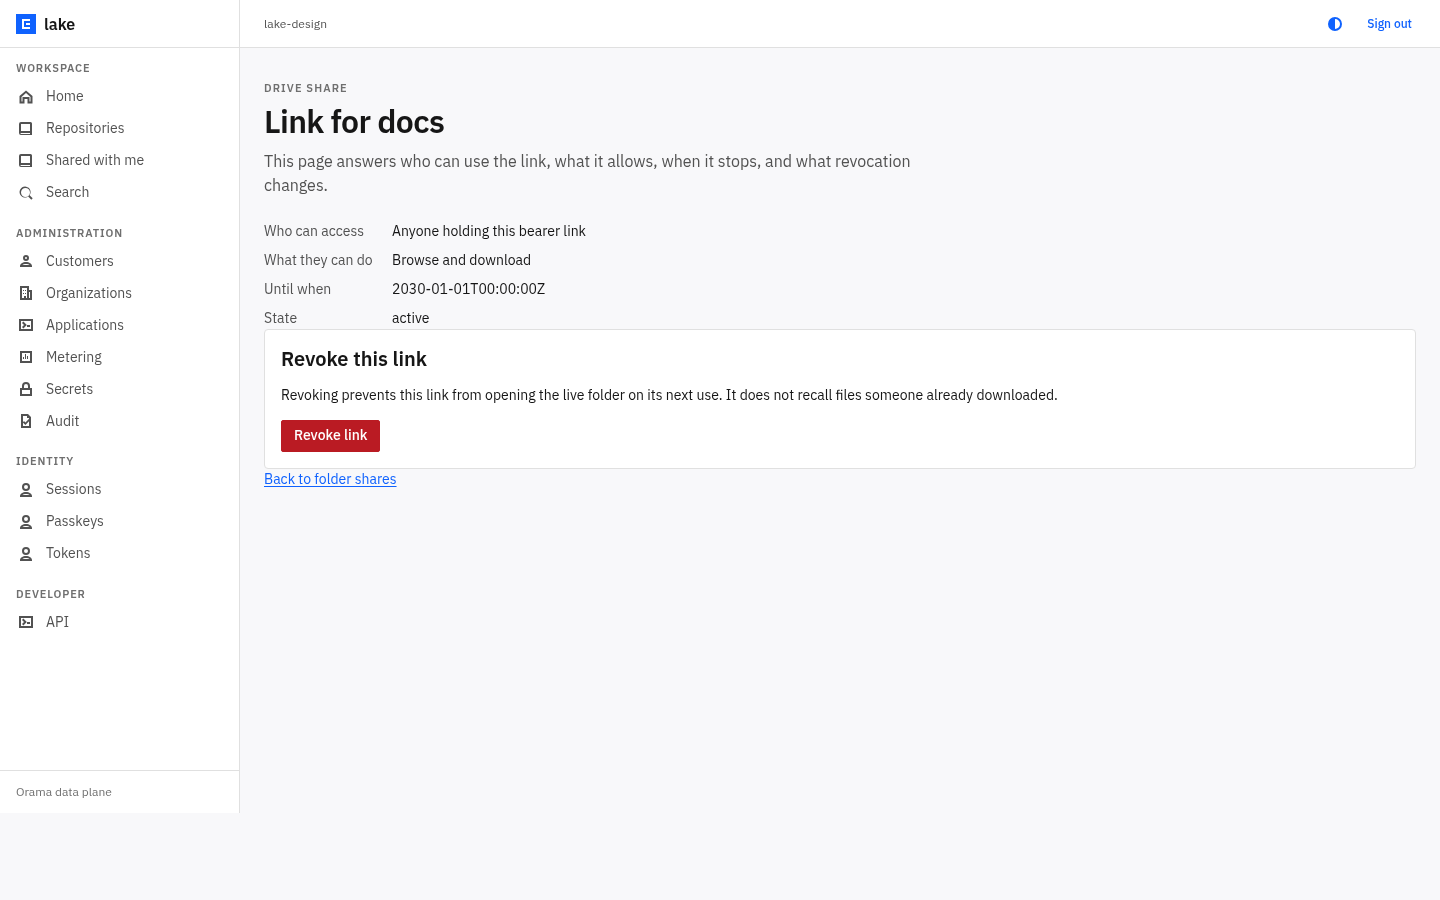 lake
lake-design
Sign out
WORKSPACE
Home
Repositories
Shared with me
Search
ADMINISTRATION
Customers
Organizations
Applications
Metering
Secrets
Audit
IDENTITY
Sessions
Passkeys
Tokens
DEVELOPER
API
Orama data plane
DRIVE SHARE
Link for docs
This page answers who can use the link, what it allows, when it stops, and what revocation
changes.
Who can access Anyone holding this bearer link
What they can do Browse and download
Until when 2030-01-01T00:00:00Z
State active
Revoke this link
Revoking prevents this link from opening the live folder on its next use. It does not recall files someone already downloaded.
Revoke link
Back to folder shares